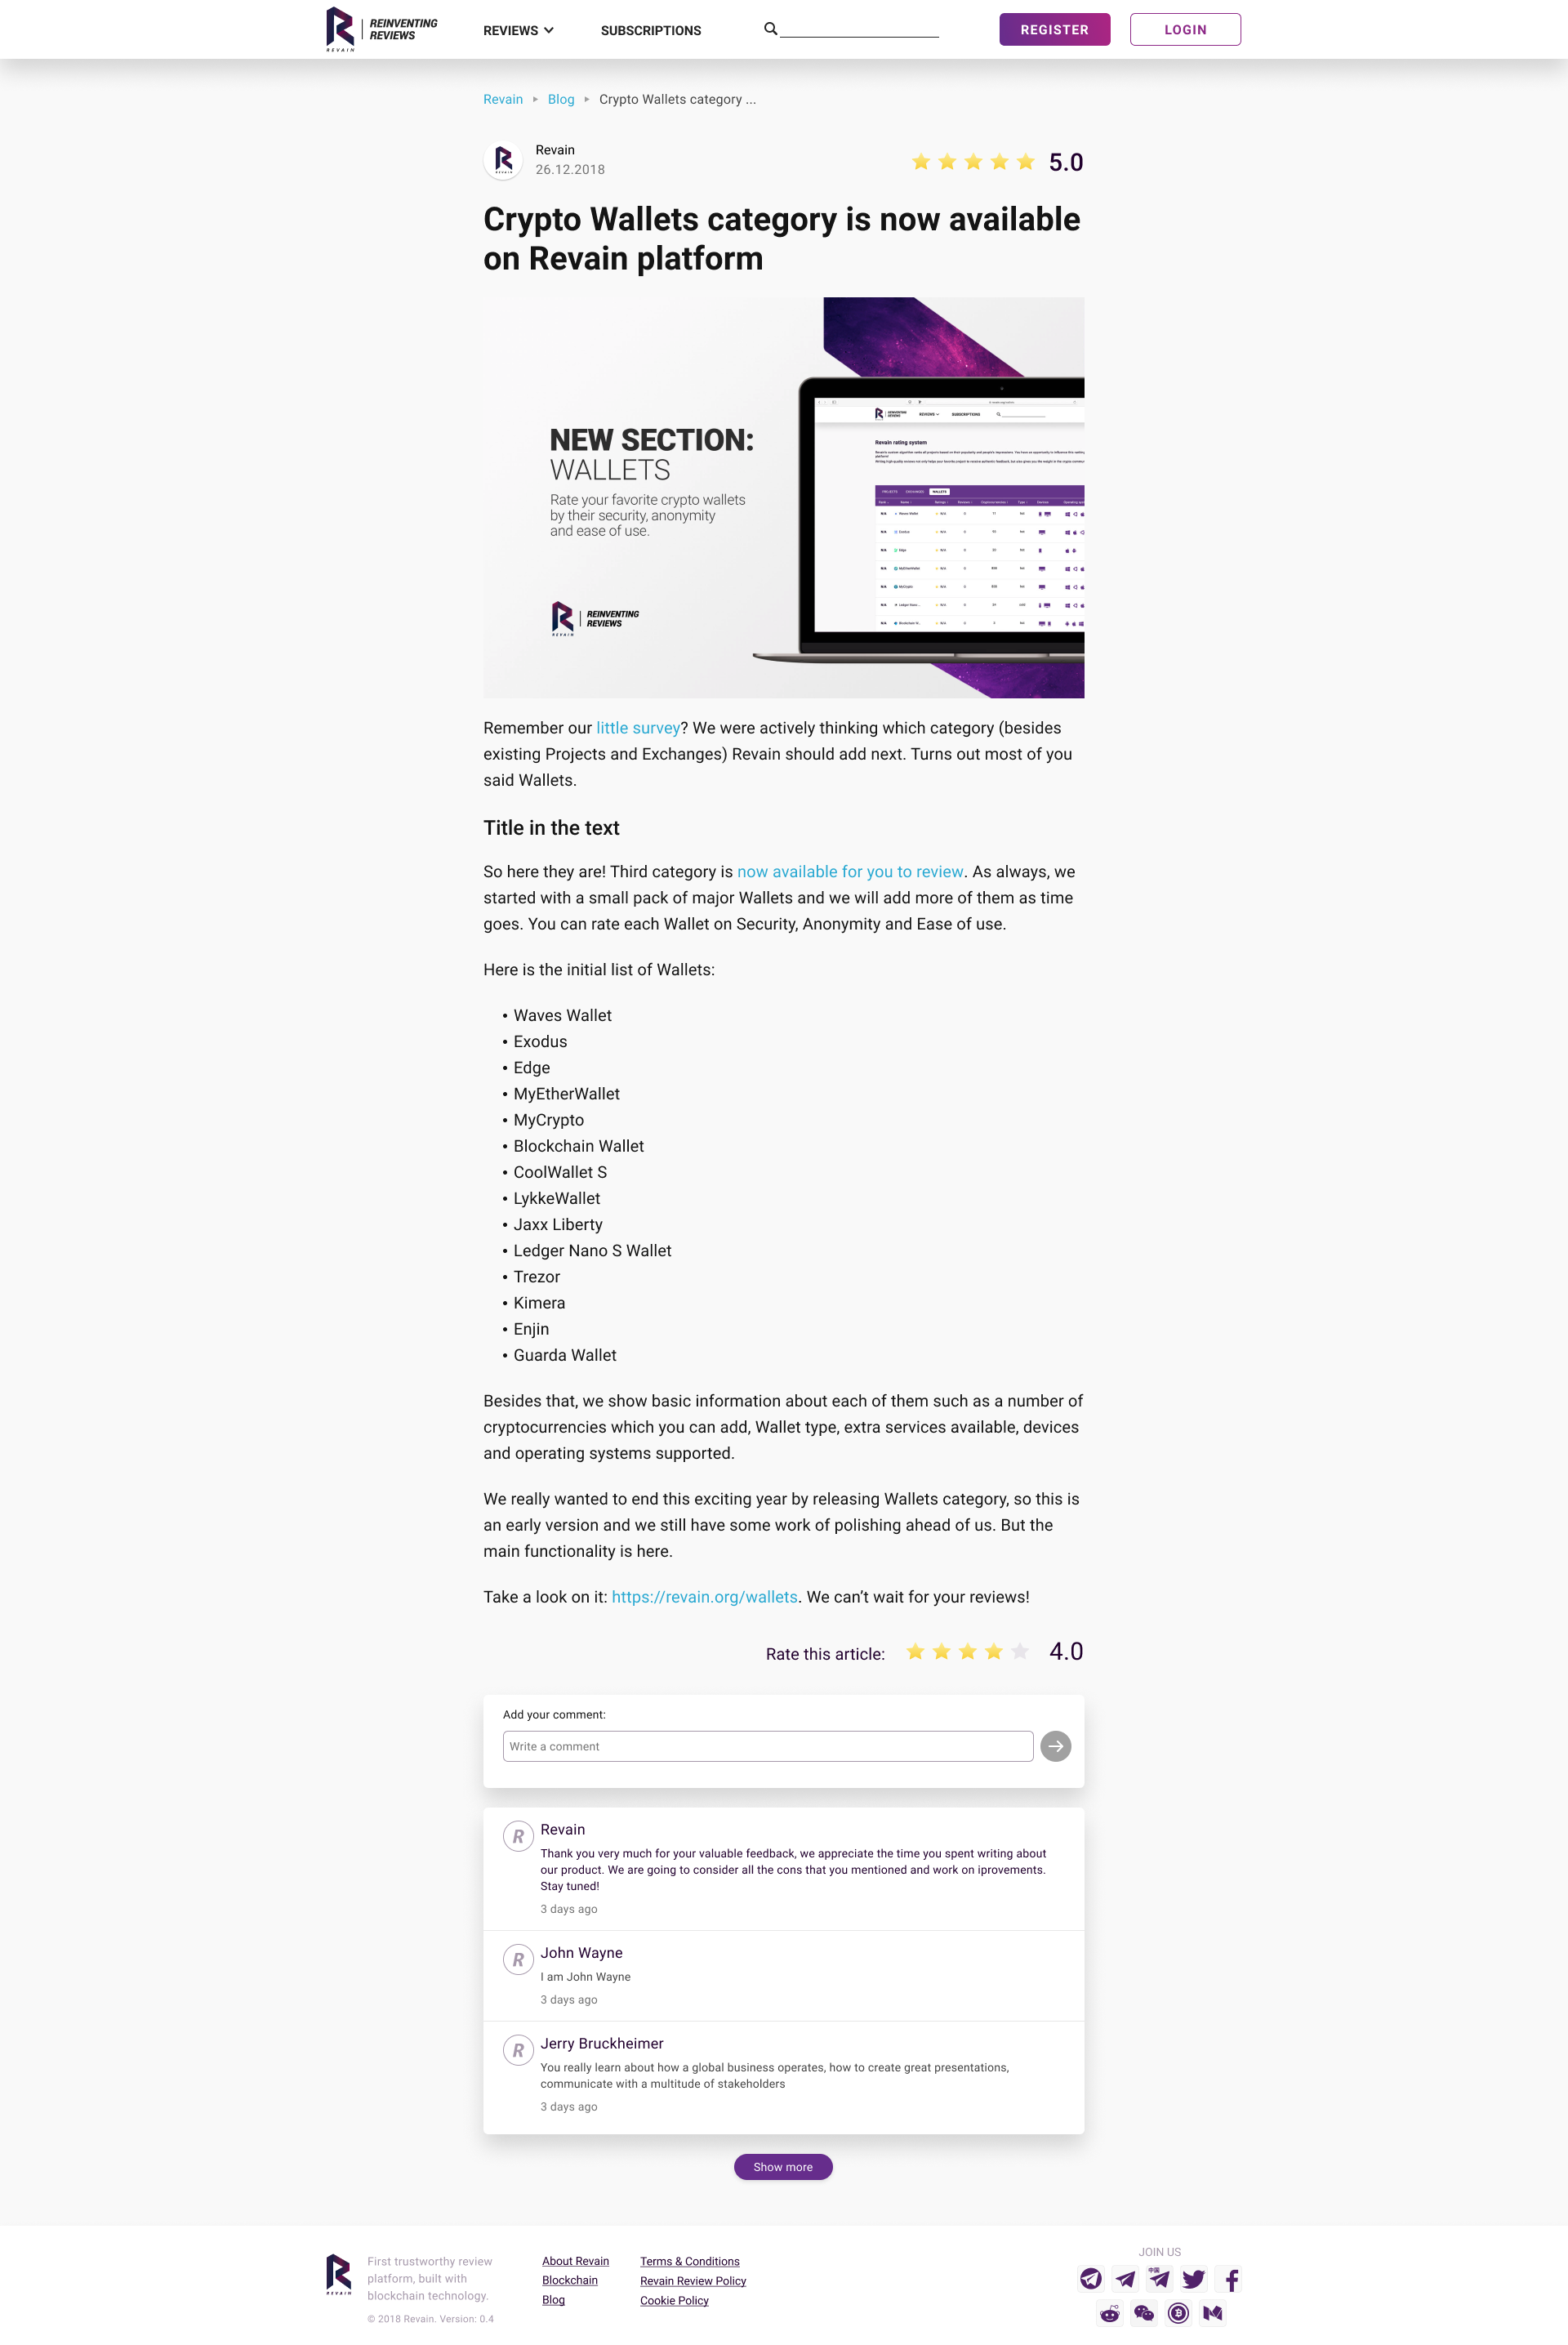 REVAIN
REINVENTING
REVIEWS
REVIEWS
SUBSCRIPTIONS
REGISTER
LOGIN
Revain
Blog
Crypto Wallets category ...
Revain
26.12.2018
5.0
Crypto Wallets category is now available
on Revain platform
NEW SECTION:
WALLETS
Rate your favorite crypto wallets
by their security, anonymity
and ease of use.
REVAIN
REINVENTING
REVIEWS
REINVENTING
REVIEWS
REVIEWS
SUBSCRIPTIONS
Revain rating system
PROJECTS
EXCHANGES
WALLETS
Remember our little survey? We were actively thinking which category (besides
existing Projects and Exchanges) Revain should add next. Turns out most of you
said Wallets.
Title in the text
So here they are! Third category is now available for you to review. As always, we
started with a small pack of major Wallets and we will add more of them as time
goes. You can rate each Wallet on Security, Anonymity and Ease of use.
Here is the initial list of Wallets:
• Waves Wallet
• Exodus
• Edge
• MyEtherWallet
• MyCrypto
• Blockchain Wallet
• CoolWallet S
• LykkeWallet
• Jaxx Liberty
• Ledger Nano S Wallet
• Trezor
• Kimera
• Enjin
• Guarda Wallet
Besides that, we show basic information about each of them such as a number of
cryptocurrencies which you can add, Wallet type, extra services available, devices
and operating systems supported.
We really wanted to end this exciting year by releasing Wallets category, so this is
an early version and we still have some work of polishing ahead of us. But the
main functionality is here.
Take a look on it: https://revain.org/wallets. We can’t wait for your reviews!
Rate this article:
4.0
Add your comment:
Write a comment
R
Revain
Thank you very much for your valuable feedback, we appreciate the time you spent writing about
our product. We are going to consider all the cons that you mentioned and work on iprovements.
Stay tuned!
3 days ago
R
John Wayne
I am John Wayne
3 days ago
R
Jerry Bruckheimer
You really learn about how a global business operates, how to create great presentations,
communicate with a multitude of stakeholders
3 days ago
Show more
REVAIN
First trustworthy review
platform, built with
blockchain technology.
© 2018 Revain. Version: 0.4
About Revain
Blockchain
Blog
Terms & Conditions
Revain Review Policy
Cookie Policy
JOIN US
中国